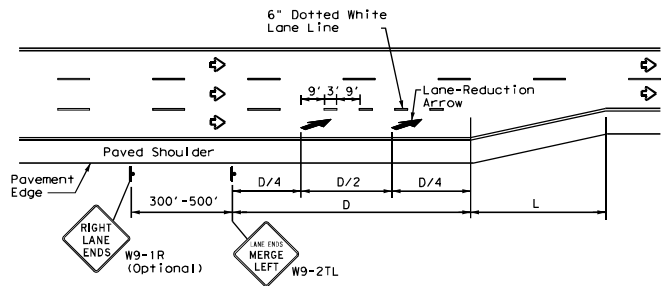 6" Dotted White
Lane Line
9' 3' 9'
Lane-Reduction
Arrow
Paved Shoulder
Pavement
Edge
D/4 D/2 D/4
300'-500' D L
RIGHT
LANE
ENDS
W9-1R
(Optional)
LANE ENDS
MERGE
LEFT
W9-2TL